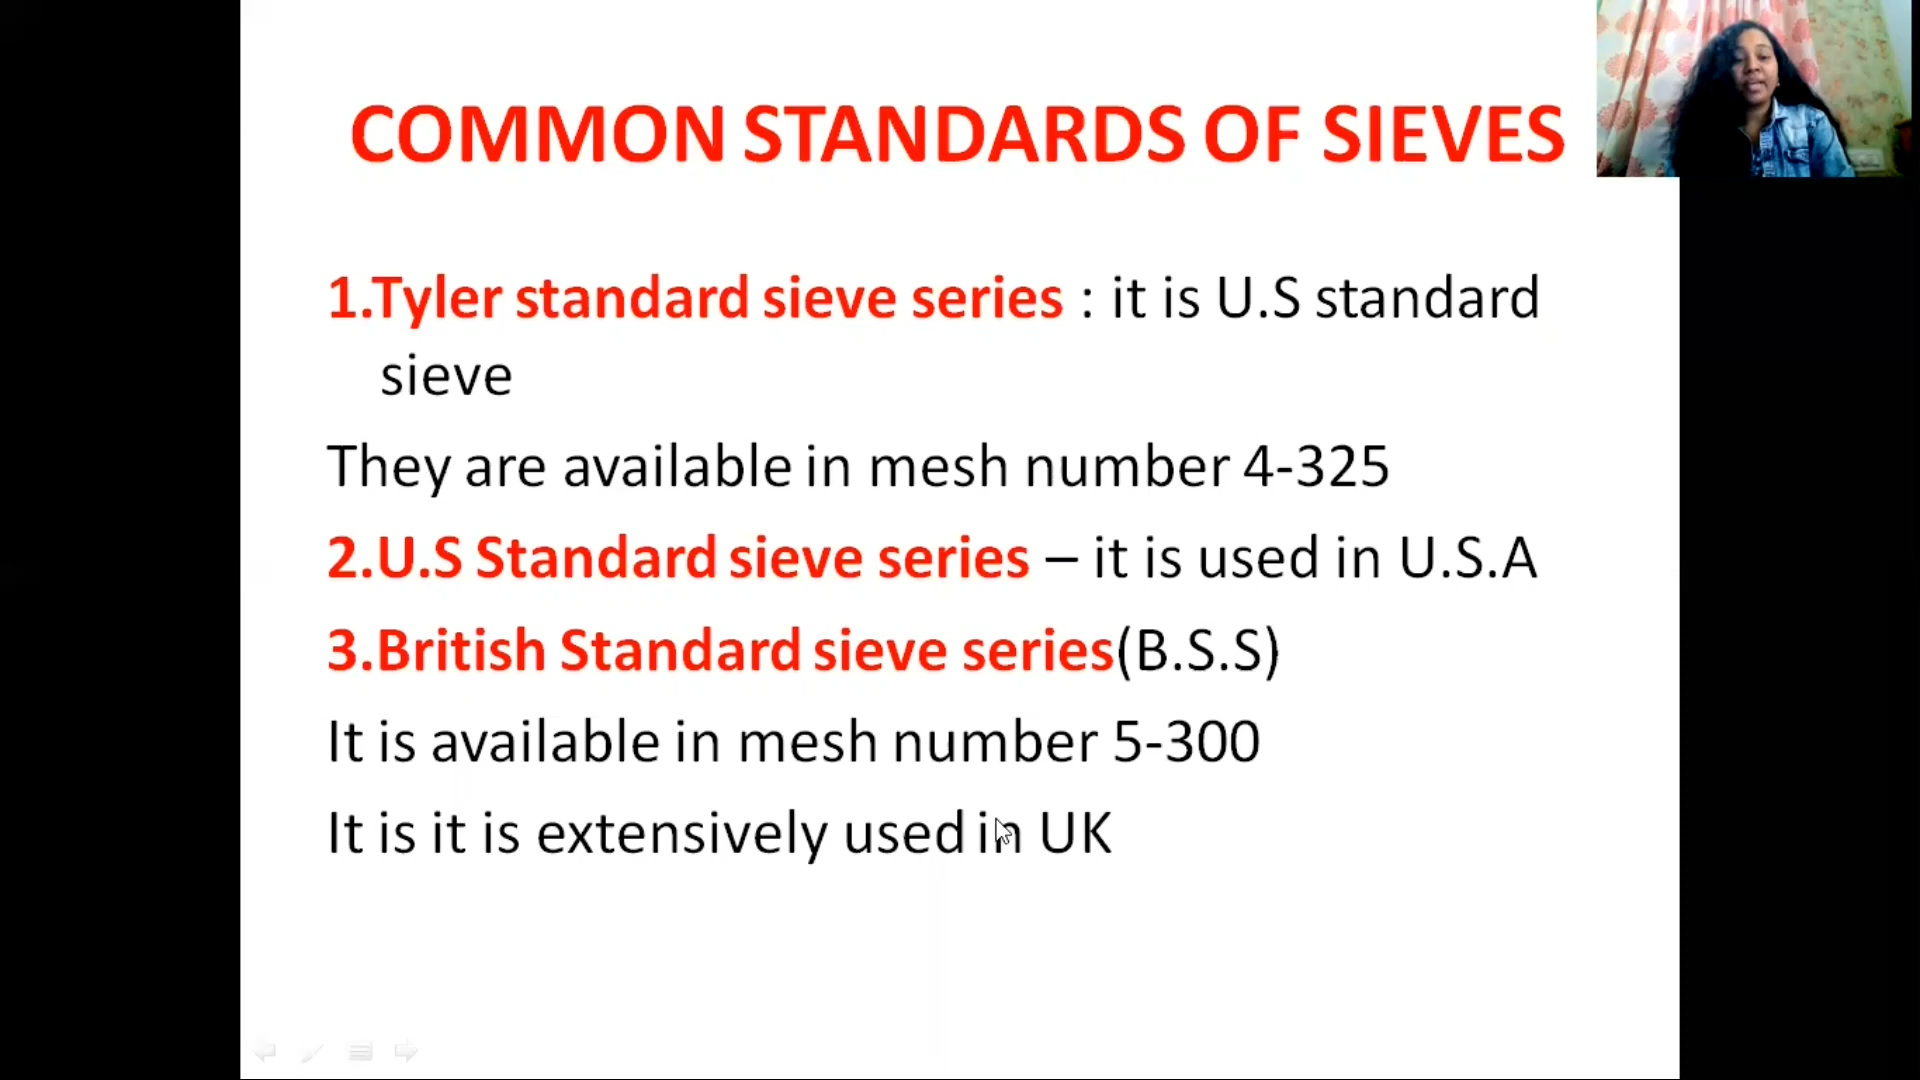 COMMON STANDARDS OF SIEVES
1.Tyler standard sieve series : it is U.S standard
sieve
They are available in mesh number 4-325
2.U.S Standard sieve series – it is used in U.S.A
3.British Standard sieve series(B.S.S)
It is available in mesh number 5-300
It is it is extensively used in UK